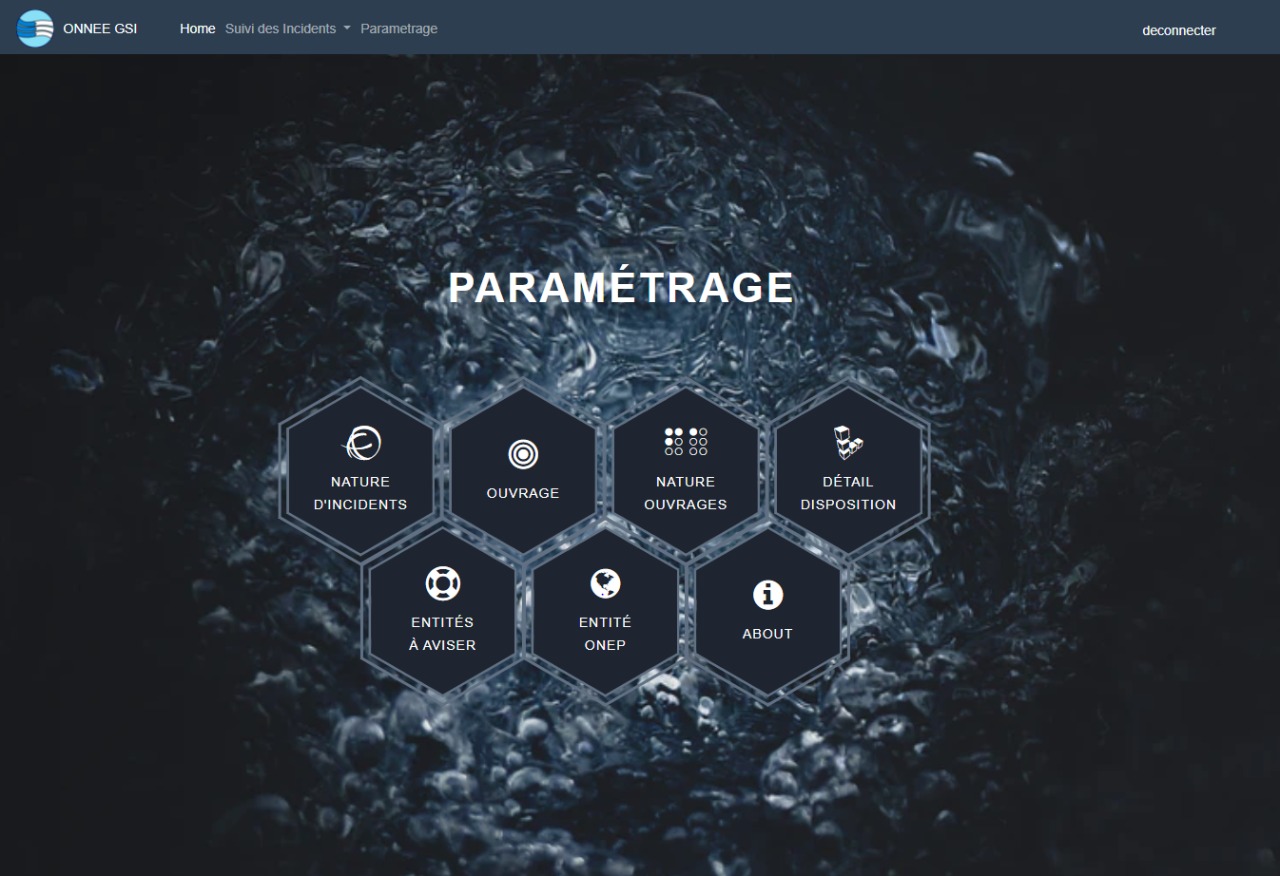 ONNEE GSI
Home
Suivi des Incidents
Parametrage
deconnecter
PARAMÉTRAGE
NATURE
D'INCIDENTS
OUVRAGE
NATURE
OUVRAGES
DÉTAIL
DISPOSITION
ENTITÉS
À AVISER
ENTITÉ
ONEP
ABOUT